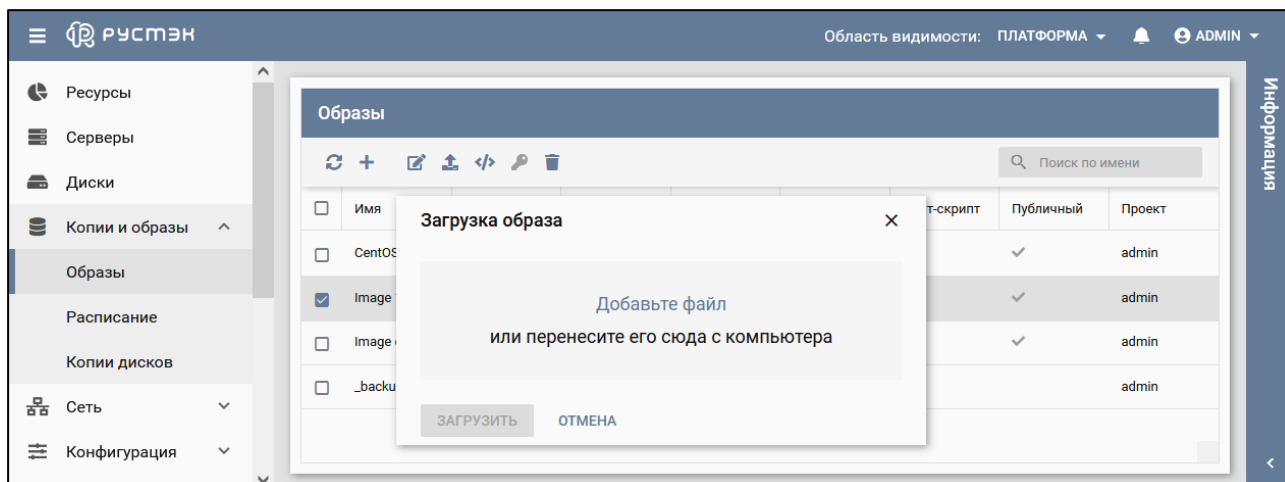 РУСТЭК
Область видимости: ПЛАТФОРМА
ADMIN
Ресурсы
Серверы
Диски
Копии и образы
Образы
Расписание
Копии дисков
Сеть
Конфигурация
Образы
Поиск по имени
Имя
т-скрипт
Публичный
Проект
CentOS
admin
Image
admin
Image
admin
_backu
admin
Загрузка образа
Добавьте файл
или перенесите его сюда с компьютера
ЗАГРУЗИТЬ
ОТМЕНА
Информация